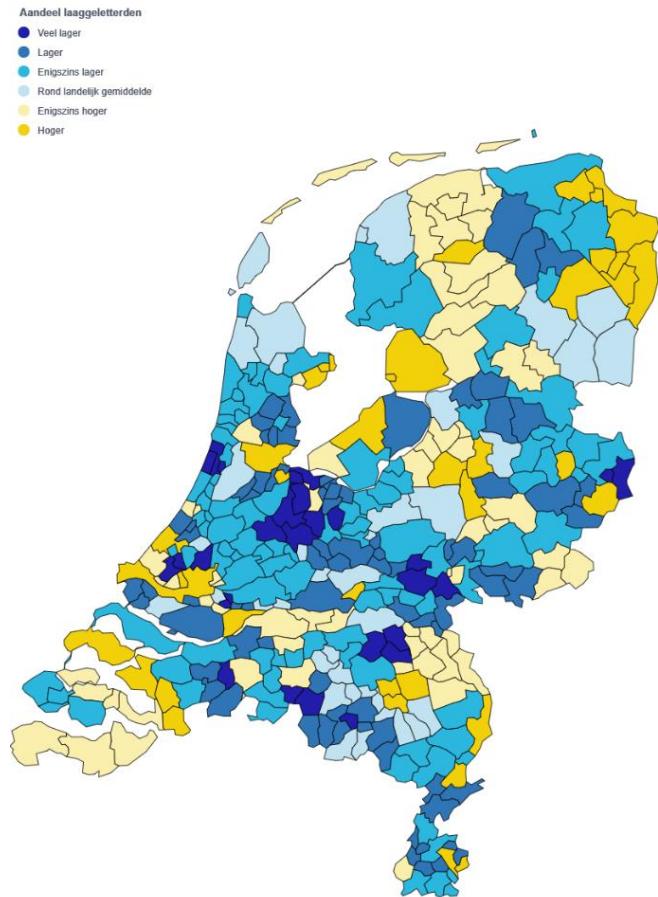 Aandeel laaggeletterden
Veel lager
Lager
Enigszins lager
Rond landelijk gemiddelde
Enigszins hoger
Hoger